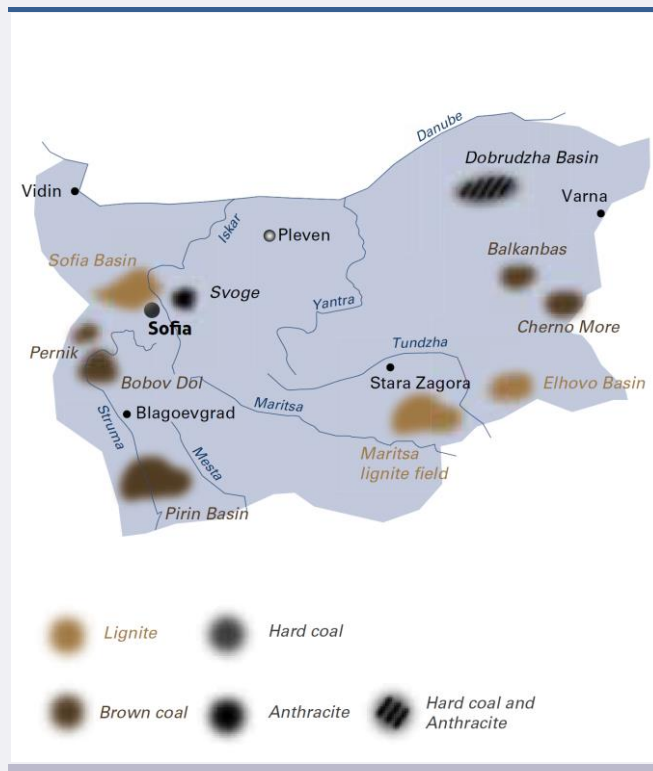 Danube
Dobrudzha Basin
Vidin
Varna
Iskar
Pleven
Sofia Basin
Balkanbas
Svoge
Yantra
Sofia
Cherno More
Pernik
Tundzha
Bobov Dol
Stara Zagora
Elhovo Basin
Maritsa
Blagoevgrad
Struma
Maritsa
lignite field
Mesta
Pirin Basin
Lignite
Hard coal
Brown coal
Anthracite
Hard coal and
Anthracite